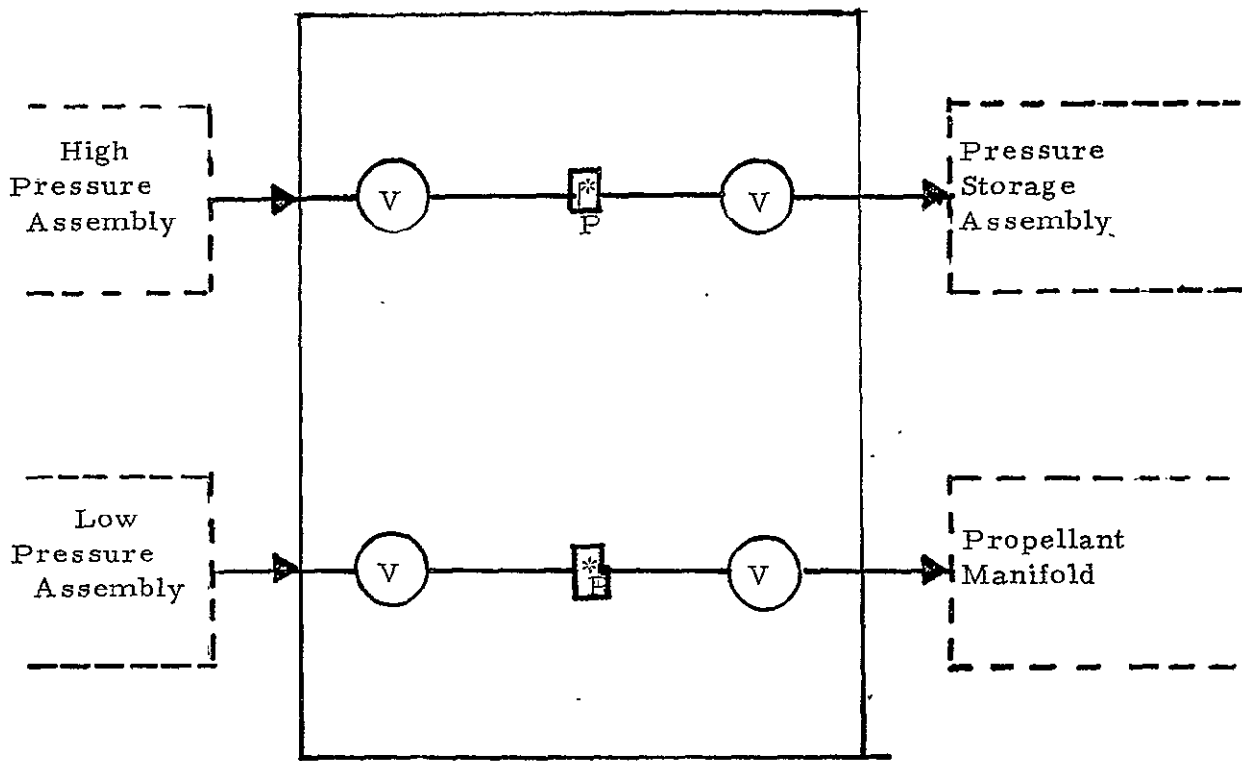 High
Pressure
Assembly
V
*
P
V
Pressure
Storage
Assembly
Low
Pressure
Assembly
V
*
P
V
Propellant
Manifold